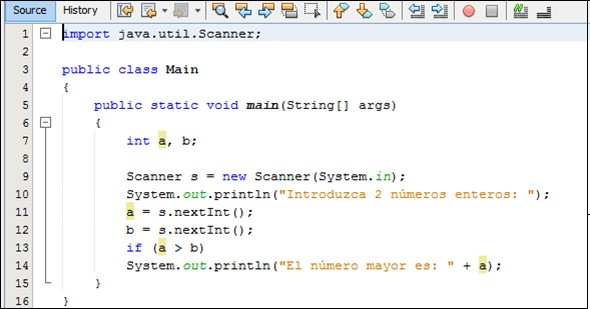 Source History
1 import java.util.Scanner;
2
3 public class Main
4 {
5 public static void main(String[] args)
6 {
7 int a, b;
8
9 Scanner s = new Scanner(System.in);
10 System.out.println("Introduzca 2 números enteros: ");
11 a = s.nextInt();
12 b = s.nextInt();
13 if (a > b)
14 System.out.println("El número mayor es: " + a);
15 }
16 }